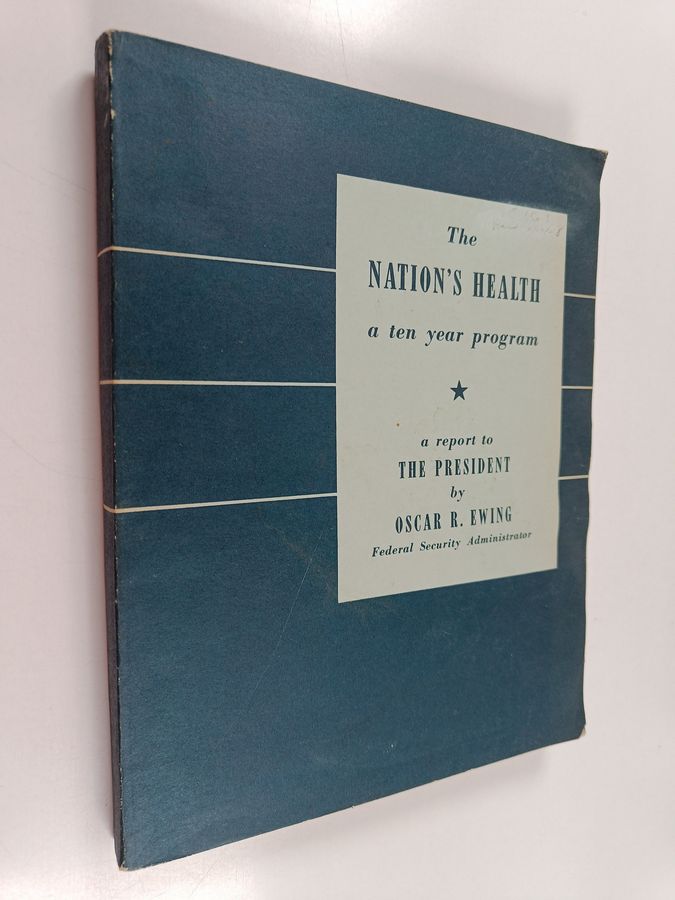 The
NATION'S HEALTH
a ten year program
a report to
THE PRESIDENT
by
OSCAR R. EWING
Federal Security Administrator